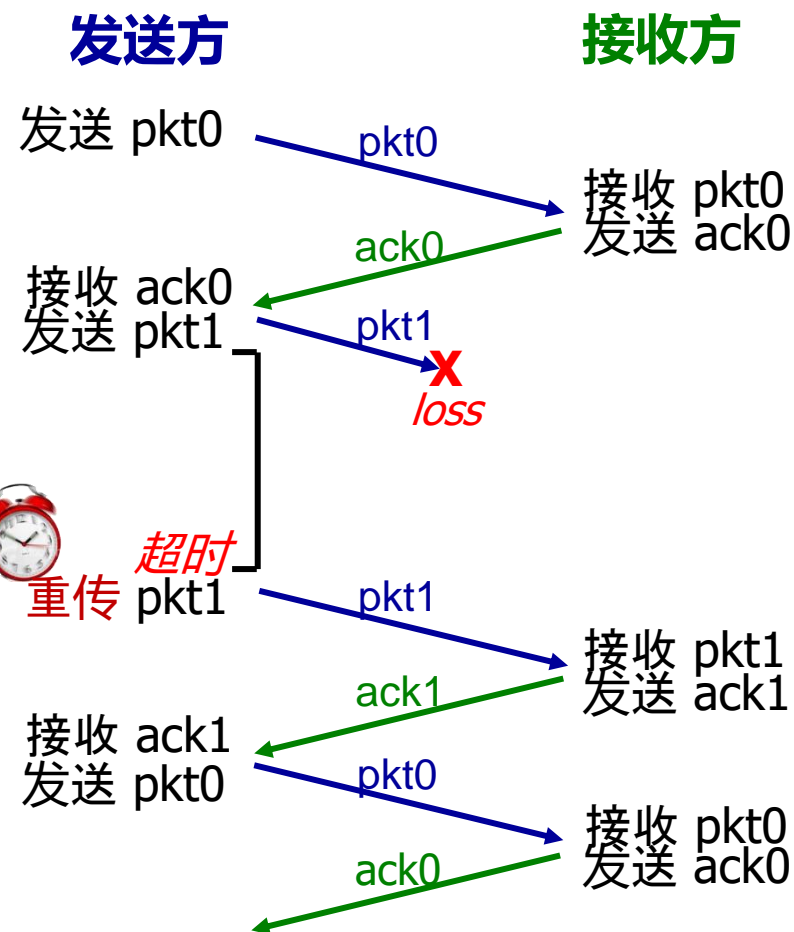 发送方
接收方
发送 pkt0
pkt0
接收 pkt0
发送 ack0
ack0
接收 ack0
发送 pkt1
pkt1
X
loss
超时
重传 pkt1
pkt1
接收 pkt1
发送 ack1
ack1
接收 ack1
发送 pkt0
pkt0
接收 pkt0
发送 ack0
ack0